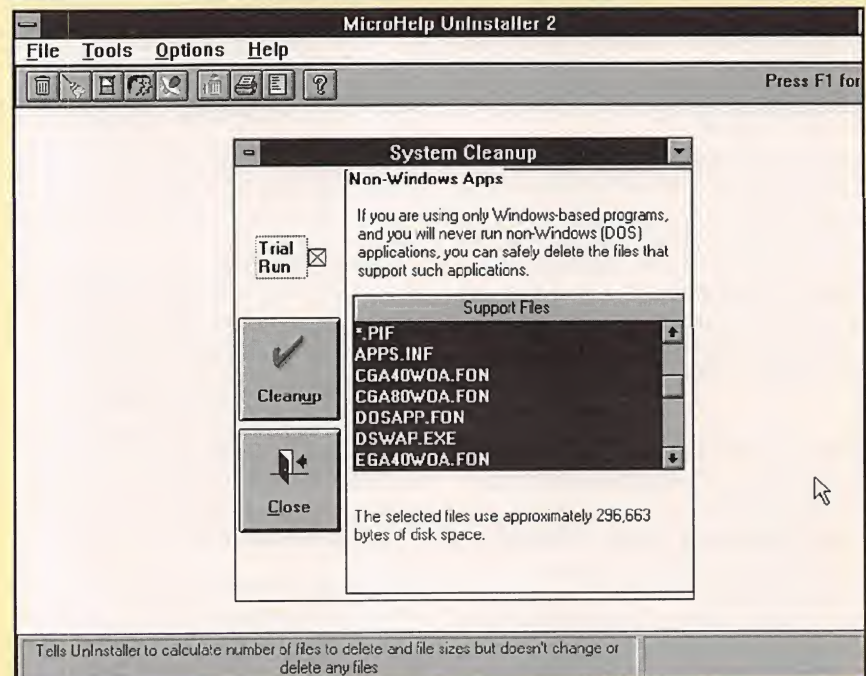 MicroHelp UnInstaller 2
File Tools Options Help
Press F1 for
System Cleanup
Non-Windows Apps
If you are using only Windows-based programs,
and you will never run non-Windows (DOS)
applications, you can safely delete the files that
support such applications.
Trial
Run
Support Files
*.PIF
APPS.INF
CGA40WOA.FON
CGA80WOA.FON
DOSAPP.FON
DSWAP.EXE
EGA40WOA.FON
Cleanup
Close
The selected files use approximately 296,663
bytes of disk space.
Tells UnInstaller to calculate number of files to delete and file sizes but doesn't change or
delete any files